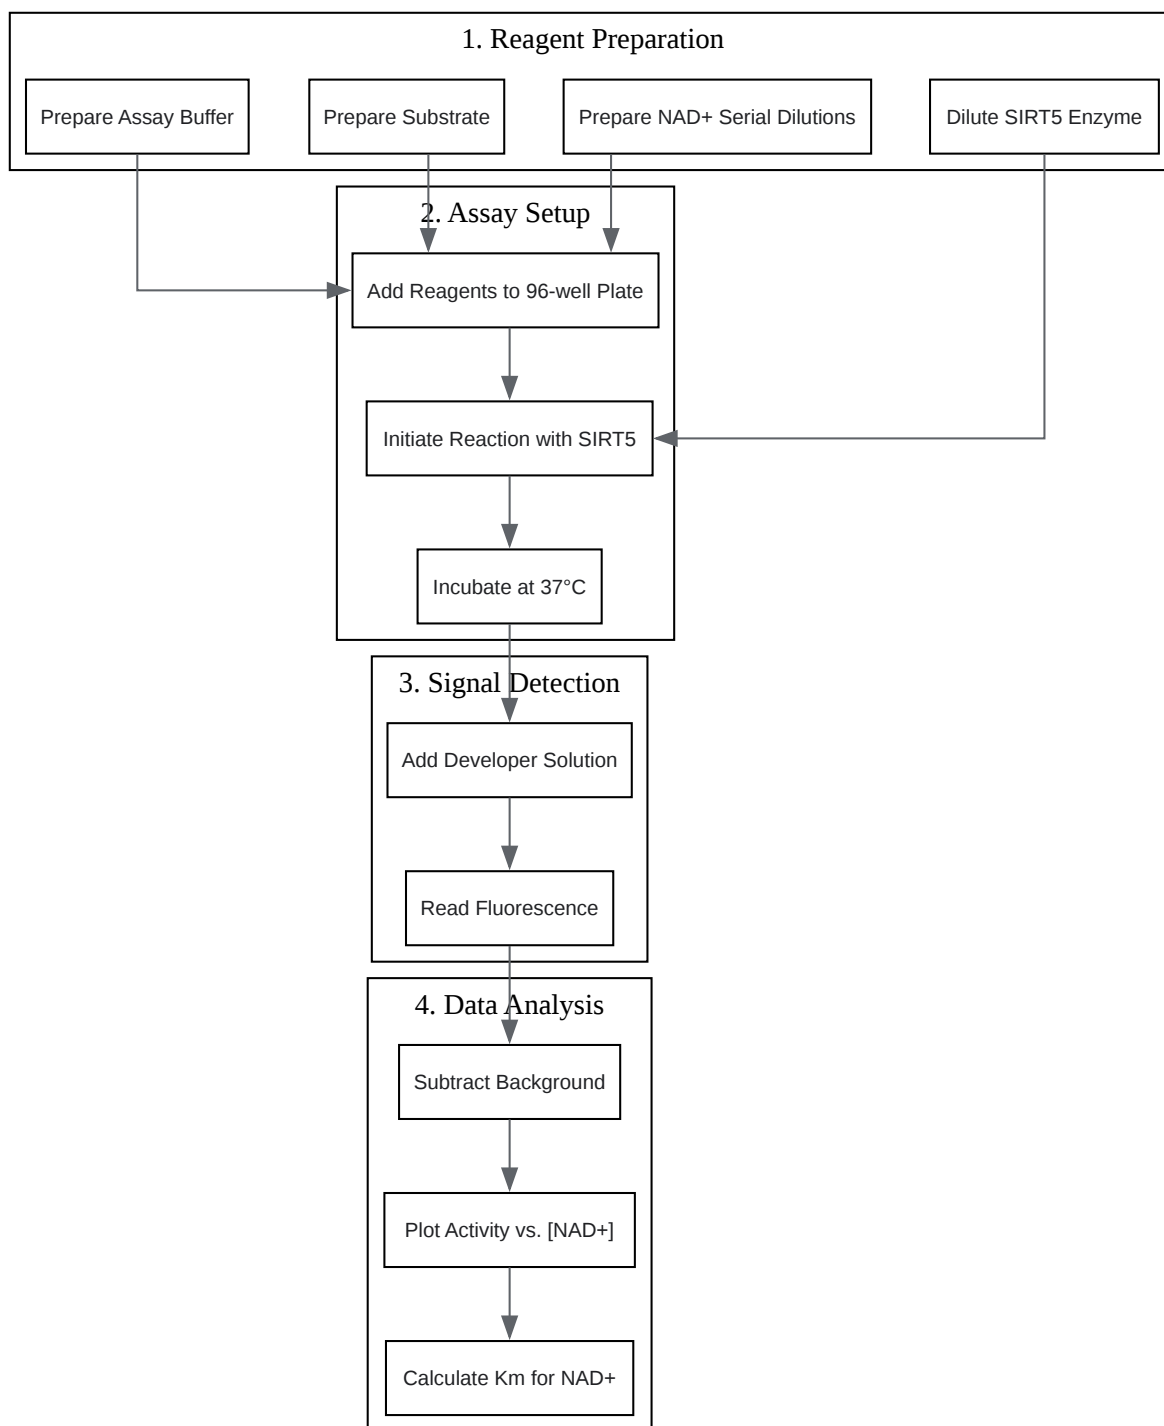 1. Reagent Preparation
Prepare Assay Buffer
Prepare Substrate
Prepare NAD+ Serial Dilutions
Dilute SIRT5 Enzyme
2. Assay Setup
Add Reagents to 96-well Plate
Initiate Reaction with SIRT5
Incubate at 37°C
3. Signal Detection
Add Developer Solution
Read Fluorescence
4. Data Analysis
Subtract Background
Plot Activity vs. [NAD+]
Calculate Km for NAD+